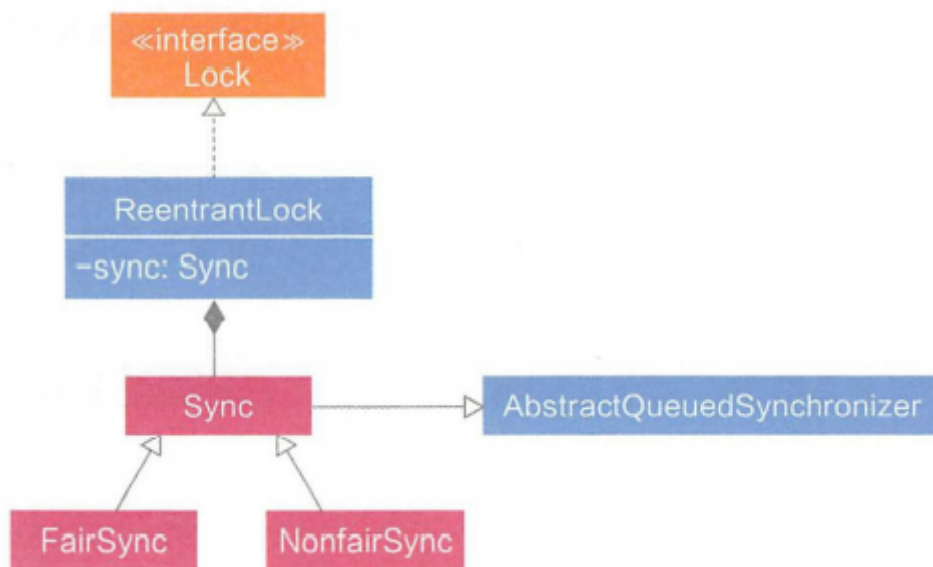 ≪interface≫
Lock
ReentrantLock
-sync: Sync
Sync
AbstractQueuedSynchronizer
FairSync
NonfairSync